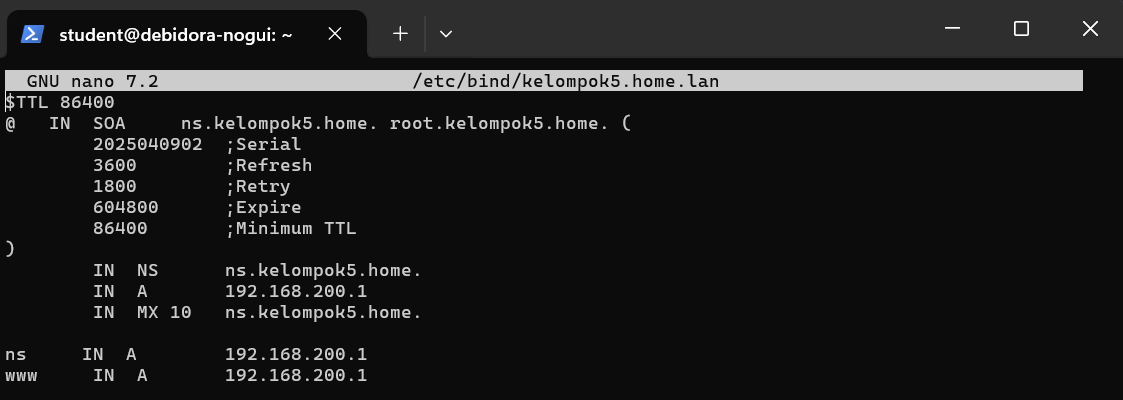 student@debidora-nogui: ~
GNU nano 7.2 /etc/bind/kelompok5.home.lan
$TTL 86400
@ IN SOA ns.kelompok5.home. root.kelompok5.home. (
2025040902 ;Serial
3600 ;Refresh
1800 ;Retry
604800 ;Expire
86400 ;Minimum TTL
)
IN NS ns.kelompok5.home.
IN A 192.168.200.1
IN MX 10 ns.kelompok5.home.
ns IN A 192.168.200.1
www IN A 192.168.200.1